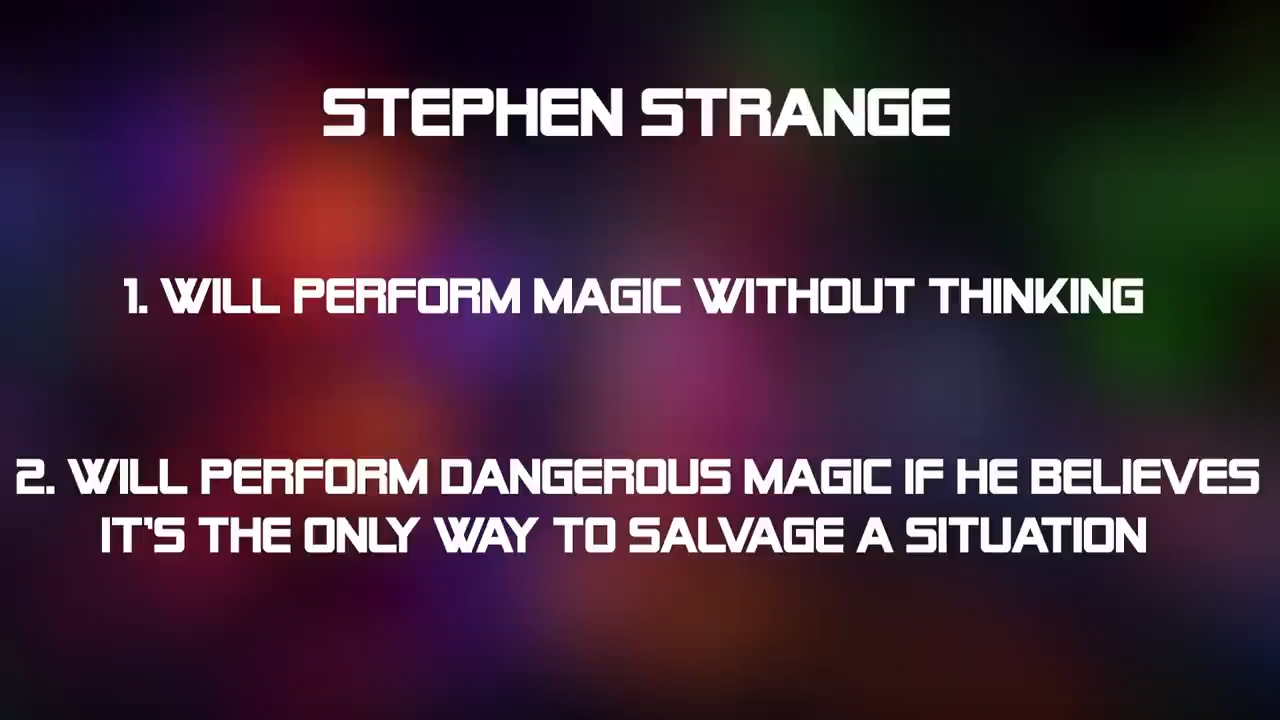 STEPHEN STRANGE
1. WILL PERFORM MAGIC WITHOUT THINKING
2. WILL PERFORM DANGEROUS MAGIC IF HE BELIEVES
IT'S THE ONLY WAY TO SALVAGE A SITUATION